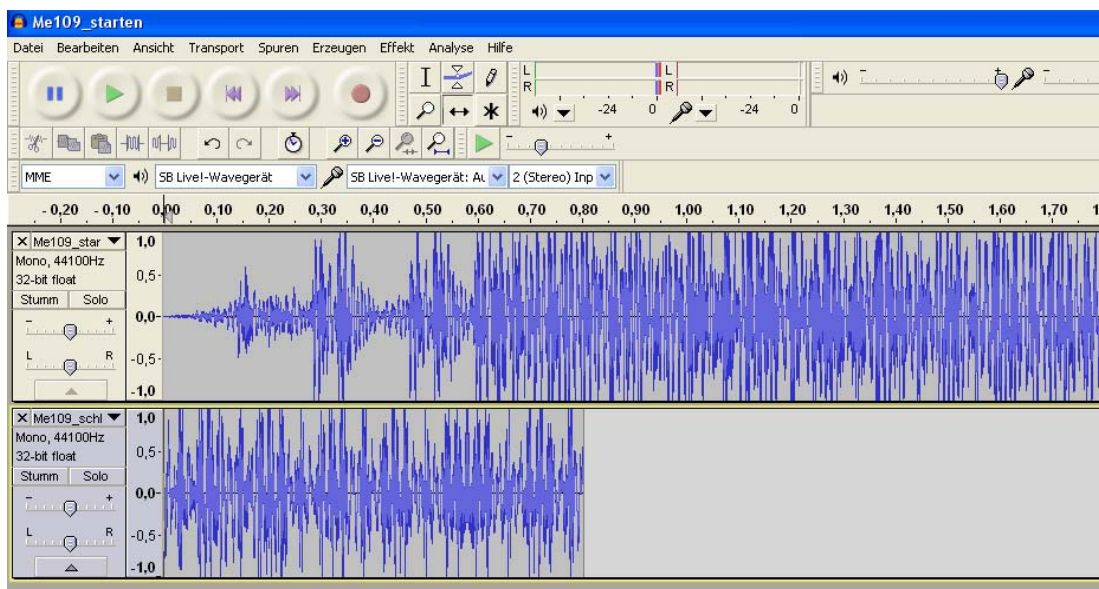 Me109_starten
Datei Bearbeiten Ansicht Transport Spuren Erzeugen Effekt Analyse Hilfe
L
R
L
R
-24 0
-24 0
- +
-
- +
MME
SB Live!-Wavegerät
SB Live!-Wavegerät: Au
2 (Stereo) Inp
- 0,20 - 0,10 0,00 0,10 0,20 0,30 0,40 0,50 0,60 0,70 0,80 0,90 1,00 1,10 1,20 1,30 1,40 1,50 1,60 1,70 1
X Me109_star
Mono, 44100Hz
32-bit float
Stumm Solo
- +
L R
1,0
0,5-
0,0-
-0,5-
-1,0
X Me109_schl
Mono, 44100Hz
32-bit float
Stumm Solo
- +
L R
1,0
0,5-
0,0-
-0,5-
-1,0